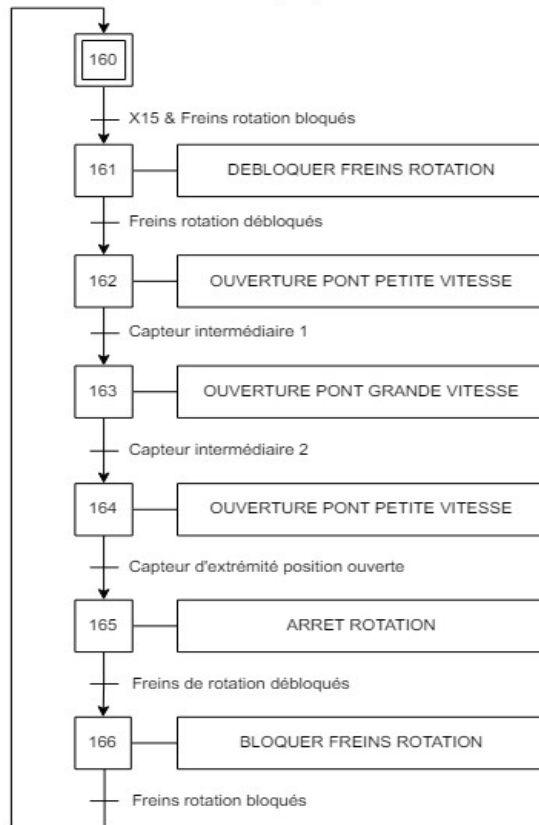 160
X15 & Freins rotation bloqués
161
DEBLOQUER FREINS ROTATION
Freins rotation débloqués
162
OUVERTURE PONT PETITE VITESSE
Capteur intermédiaire 1
163
OUVERTURE PONT GRANDE VITESSE
Capteur intermédiaire 2
164
OUVERTURE PONT PETITE VITESSE
Capteur d'extrémité position ouverte
165
ARRET ROTATION
Freins de rotation débloqués
166
BLOQUER FREINS ROTATION
Freins rotation bloqués